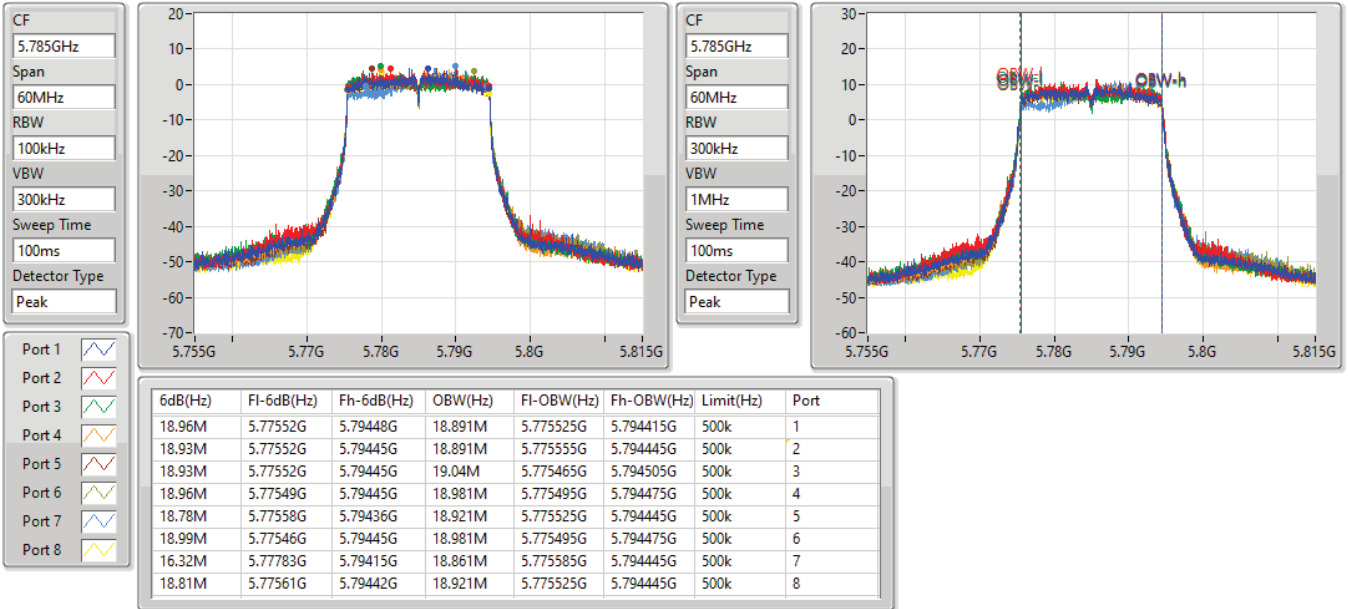 CF
5.785GHz
Span
60MHz
RBW
100kHz
VBW
300kHz
Sweep Time
100ms
Detector Type
Peak
20
10
0
-10
-20
-30
-40
-50
-60
-70
5.755G 5.77G 5.78G 5.79G 5.8G 5.815G
CF
5.785GHz
Span
60MHz
RBW
300kHz
VBW
1MHz
Sweep Time
100ms
Detector Type
Peak
30
20
10
0
-10
-20
-30
-40
-50
-60
OBW-l OBW-h
5.755G 5.77G 5.78G 5.79G 5.8G 5.815G
Port 1
Port 2
Port 3
Port 4
Port 5
Port 6
Port 7
Port 8
6dB(Hz) Fl-6dB(Hz) Fh-6dB(Hz) OBW(Hz) Fl-OBW(Hz) Fh-OBW(Hz) Limit(Hz) Port
18.96M 5.77552G 5.79448G 18.891M 5.775525G 5.794415G 500k 1
18.93M 5.77552G 5.79445G 18.891M 5.775555G 5.794445G 500k 2
18.93M 5.77552G 5.79445G 19.04M 5.775465G 5.794505G 500k 3
18.96M 5.77549G 5.79445G 18.981M 5.775495G 5.794475G 500k 4
18.78M 5.77558G 5.79436G 18.921M 5.775525G 5.794445G 500k 5
18.99M 5.77546G 5.79445G 18.981M 5.775495G 5.794475G 500k 6
16.32M 5.77783G 5.79415G 18.861M 5.775585G 5.794445G 500k 7
18.81M 5.77561G 5.79442G 18.921M 5.775525G 5.794445G 500k 8